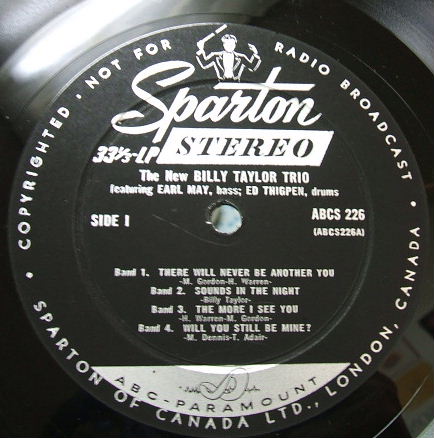 COPYRIGHTED · NOT FOR RADIO BROADCAST ·
Sparton
33⅓-LP STEREO
The New BILLY TAYLOR TRIO
featuring EARL MAY, bass; ED THIGPEN, drums
SIDE I
ABCS 226
(ABCS226A)
Band 1. THERE WILL NEVER BE ANOTHER YOU
-M. Gordon-H. Warren-
Band 2. SOUNDS IN THE NIGHT
-Billy Taylor-
Band 3. THE MORE I SEE YOU
-H. Warren-M. Gordon-
Band 4. WILL YOU STILL BE MINE?
-M. Dennis-T. Adair-
ABC-PARAMOUNT
SPARTON OF CANADA LTD., LONDON, CANADA